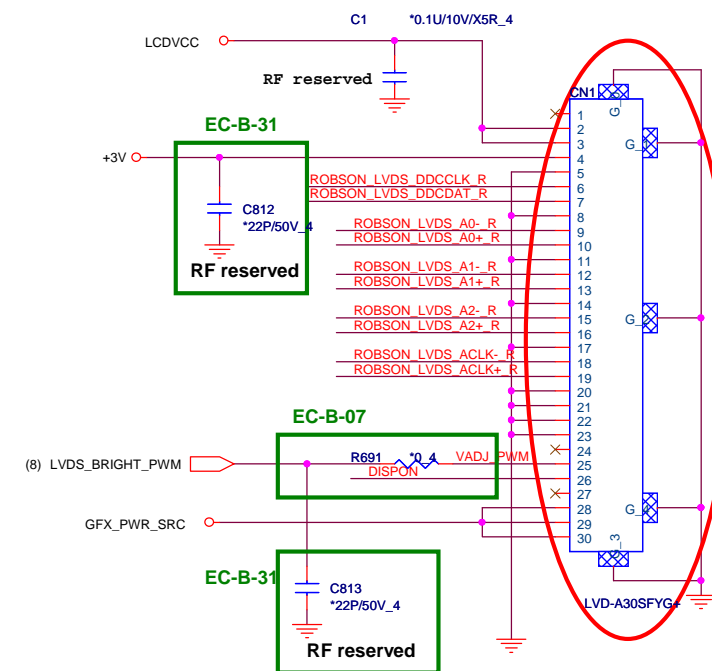 C1 *0.1U/10V/X5R_4
LCDVCC
RF reserved
CN1
EC-B-31
+3V
C812
*22P/50V_4
RF reserved
ROBSON_LVDS_DDCCLK_R
ROBSON_LVDS_DDCDAT_R
ROBSON_LVDS_A0-_R
ROBSON_LVDS_A0+_R
ROBSON_LVDS_A1-_R
ROBSON_LVDS_A1+_R
ROBSON_LVDS_A2-_R
ROBSON_LVDS_A2+_R
ROBSON_LVDS_ACLK-_R
ROBSON_LVDS_ACLK+_R
1
2
3
4
5
6
7
8
9
10
11
12
13
14
15
16
17
18
19
20
21
22
23
24
25
26
27
28
29
30
G_3
EC-B-07
(8) LVDS_BRIGHT_PWM
R691 *0_4 VADJ_PWM
DISPON
GFX_PWR_SRC
EC-B-31
C813
*22P/50V_4
RF reserved
LVD-A30SFYG+